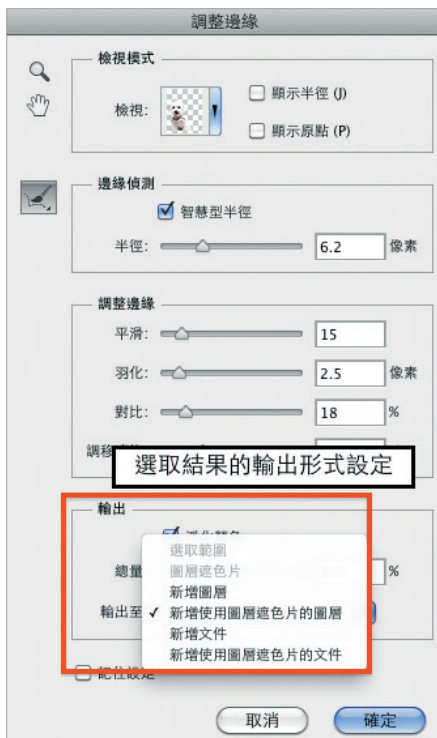 調整邊緣
檢視模式
檢視:
顯示半徑 (J)
顯示原點 (P)
邊緣偵測
智慧型半徑
半徑: 6.2 像素
調整邊緣
平滑: 15
羽化: 2.5 像素
對比: 18 %
選取結果的輸出形式設定
輸出
選取範圍
圖層遮色片
總量 %
新增圖層
輸出至 ✓ 新增使用圖層遮色片的圖層
新增文件
新增使用圖層遮色片的文件
記住設定
取消 確定